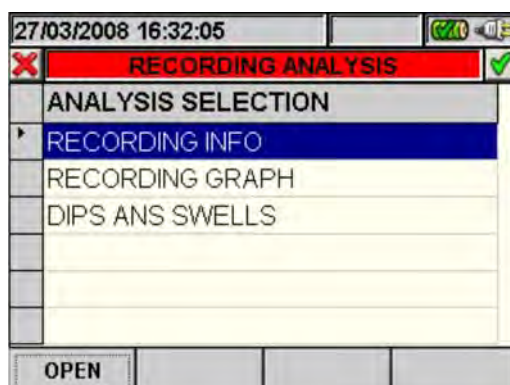 27/03/2008 16:32:05
RECORDING ANALYSIS
ANALYSIS SELECTION
RECORDING INFO
RECORDING GRAPH
DIPS ANS SWELLS
OPEN